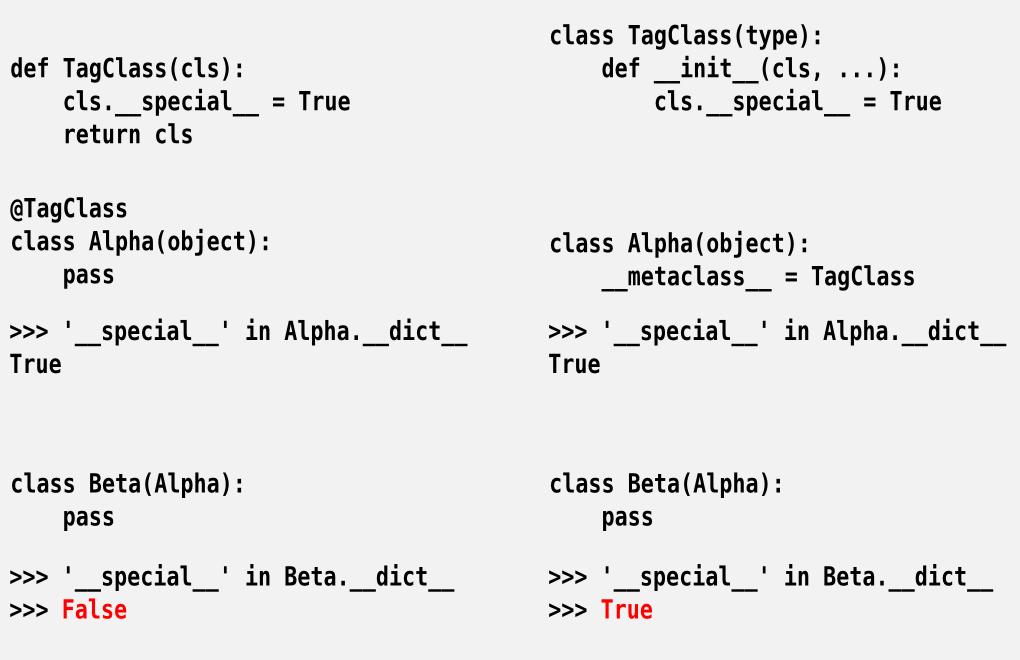 def TagClass(cls):
    cls.__special__ = True
    return cls
@TagClass
class Alpha(object):
    pass
>>> '__special__' in Alpha.__dict__
True
class Beta(Alpha):
    pass
>>> '__special__' in Beta.__dict__
>>> False
class TagClass(type):
    def __init__(cls, ...):
        cls.__special__ = True
class Alpha(object):
    __metaclass__ = TagClass
>>> '__special__' in Alpha.__dict__
True
class Beta(Alpha):
    pass
>>> '__special__' in Beta.__dict__
>>> True